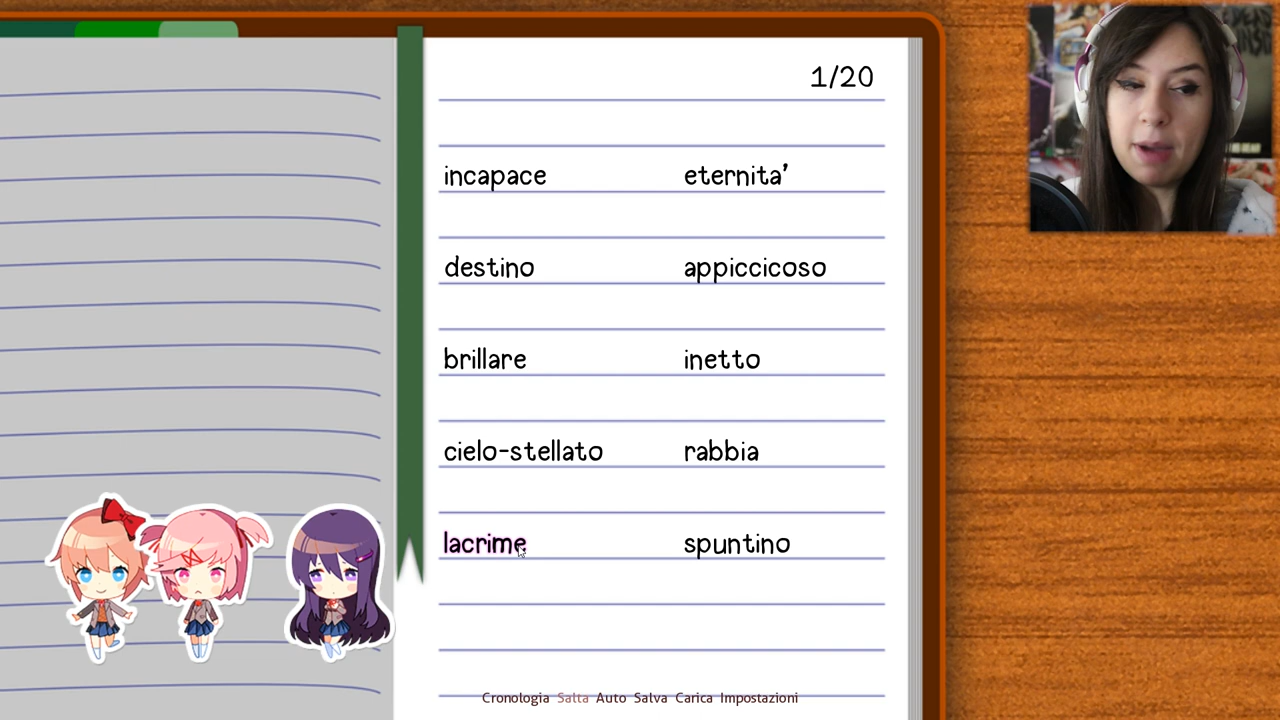 1/20
incapace eternita'
destino appiccicoso
brillare inetto
cielo-stellato rabbia
lacrime spuntino
Cronologia Salta Auto Salva Carica Impostazioni